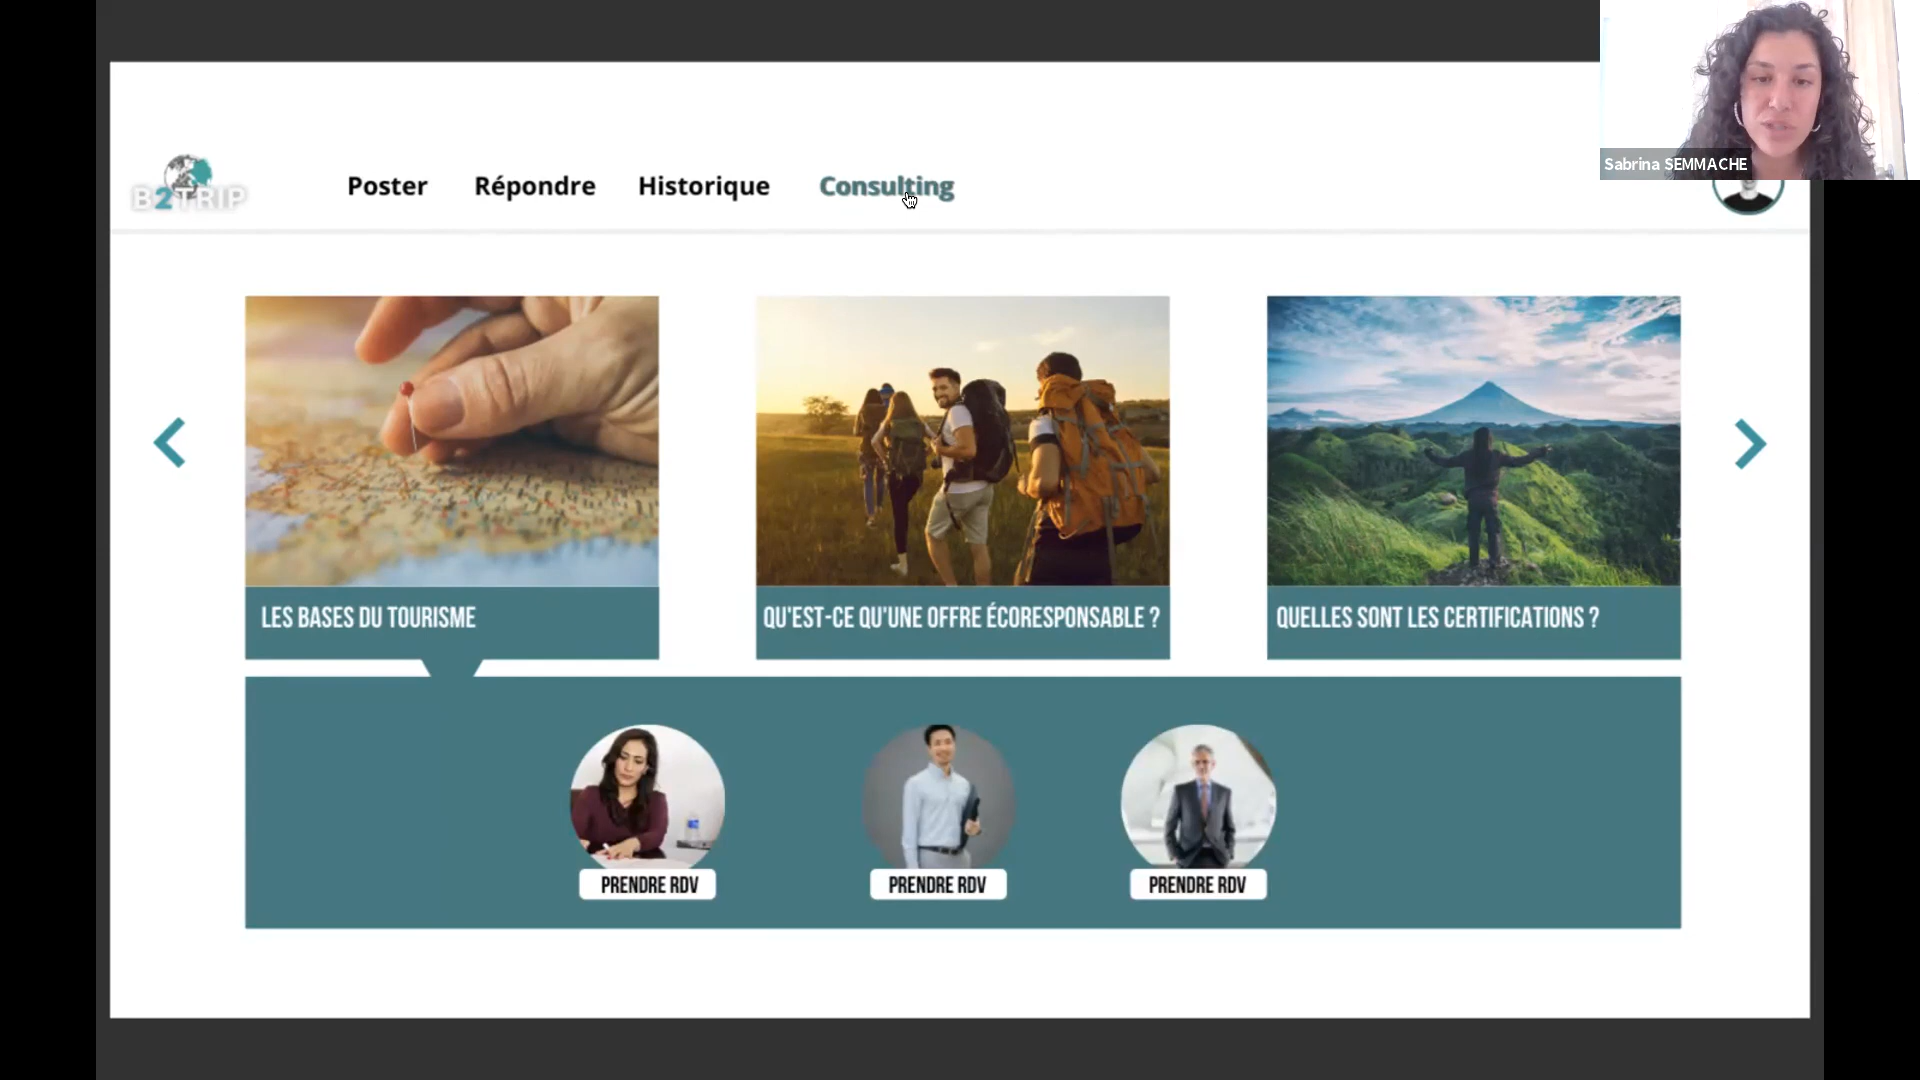 Sabrina SEMMACHE
B2TRIP
Poster Répondre Historique Consulting
LES BASES DU TOURISME
QU'EST-CE QU'UNE OFFRE ÉCORESPONSABLE ?
QUELLES SONT LES CERTIFICATIONS ?
PRENDRE RDV
PRENDRE RDV
PRENDRE RDV